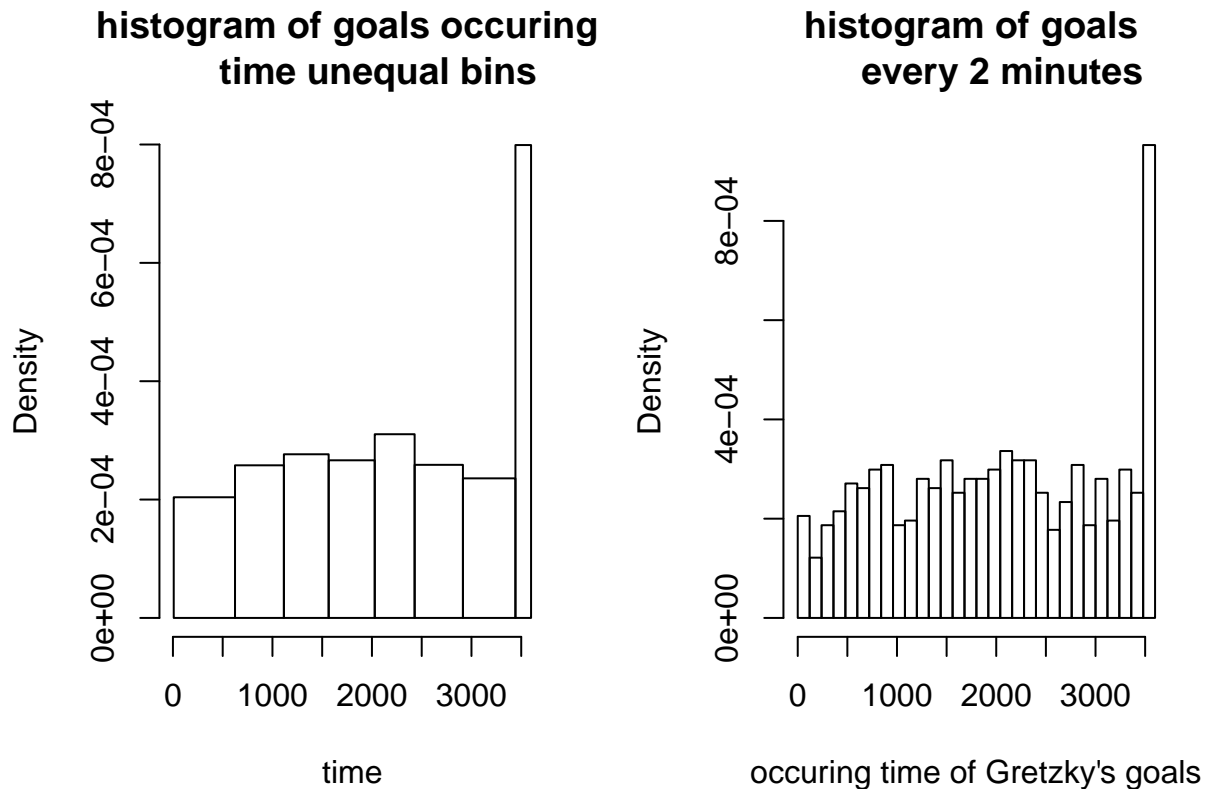 histogram of goals occuring
time unequal bins
Density
0e+00
2e−04
4e−04
6e−04
8e−04
0 1000 2000 3000
time
histogram of goals
every 2 minutes
Density
0e+00
4e−04
8e−04
0 1000 2000 3000
occuring time of Gretzky's goals